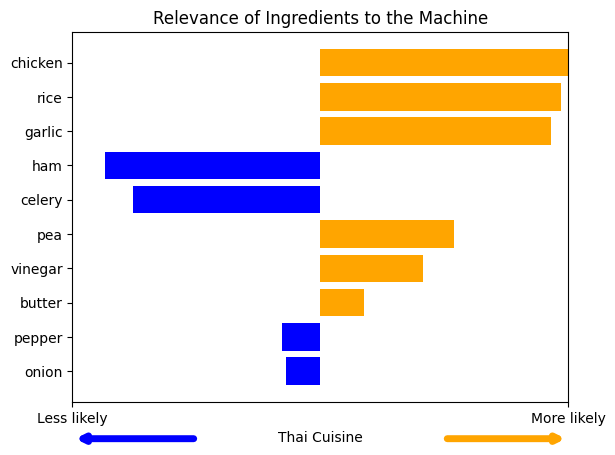 Relevance of Ingredients to the Machine
chicken
rice
garlic
ham
celery
pea
vinegar
butter
pepper
onion
Less likely
More likely
Thai Cuisine